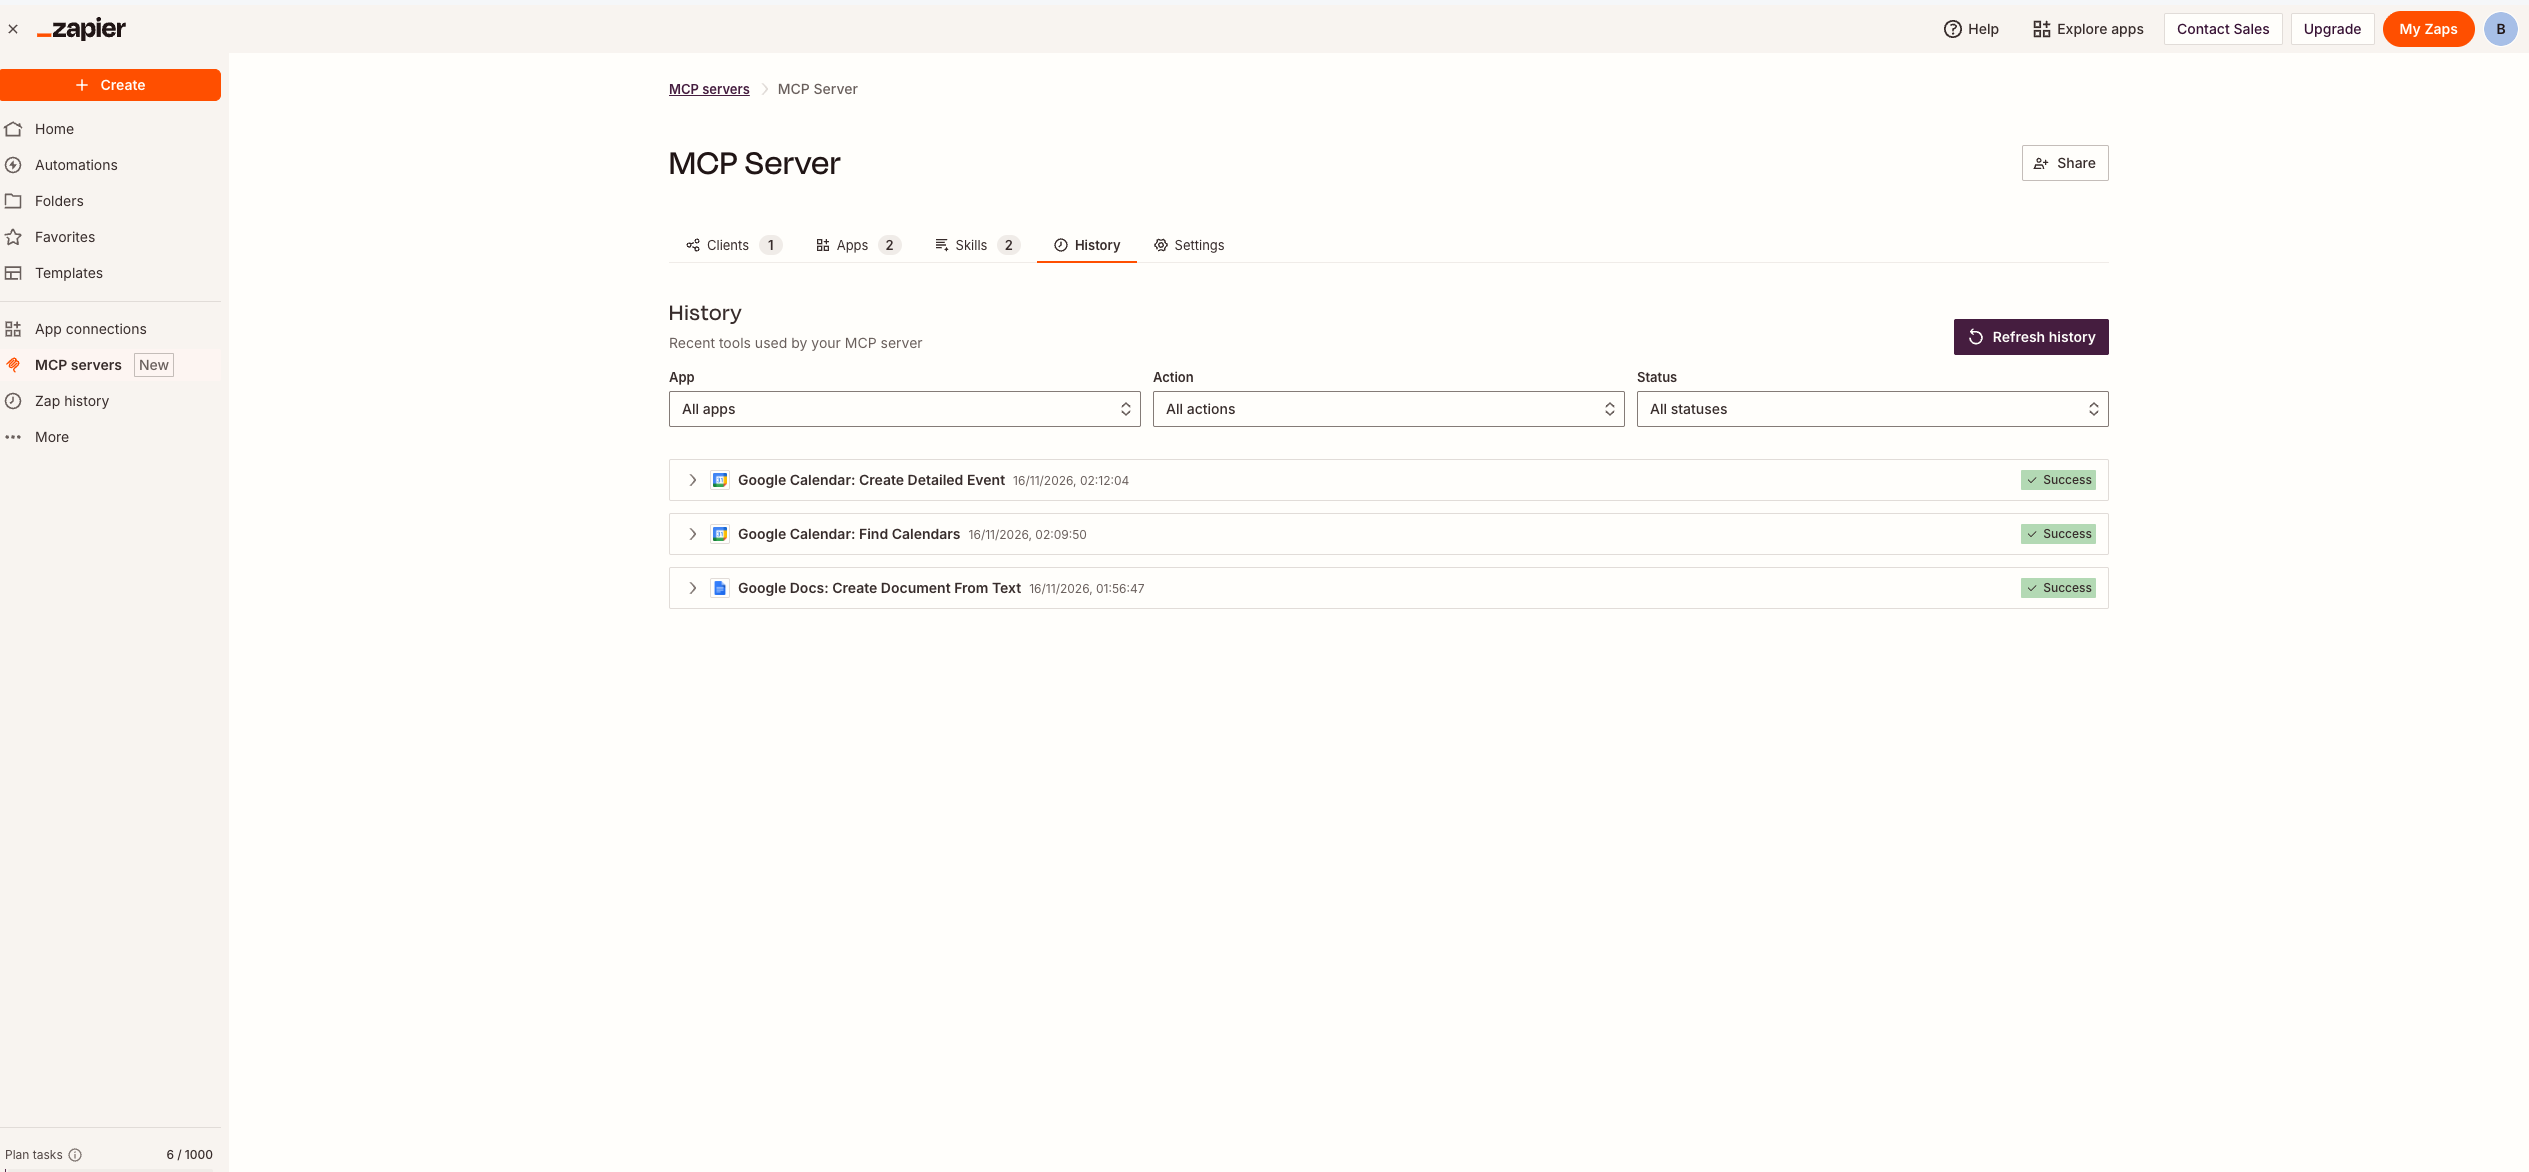 zapier
Help
Explore apps
Contact Sales
Upgrade
My Zaps
B
Create
Home
Automations
Folders
Favorites
Templates
App connections
MCP servers New
Zap history
More
Plan tasks 6 / 1000
MCP servers MCP Server
MCP Server
Share
Clients 1 Apps 2 Skills 2 History Settings
History
Recent tools used by your MCP server
Refresh history
App Action Status
All apps All actions All statuses
Google Calendar: Create Detailed Event 16/11/2026, 02:12:04 Success
Google Calendar: Find Calendars 16/11/2026, 02:09:50 Success
Google Docs: Create Document From Text 16/11/2026, 01:56:47 Success